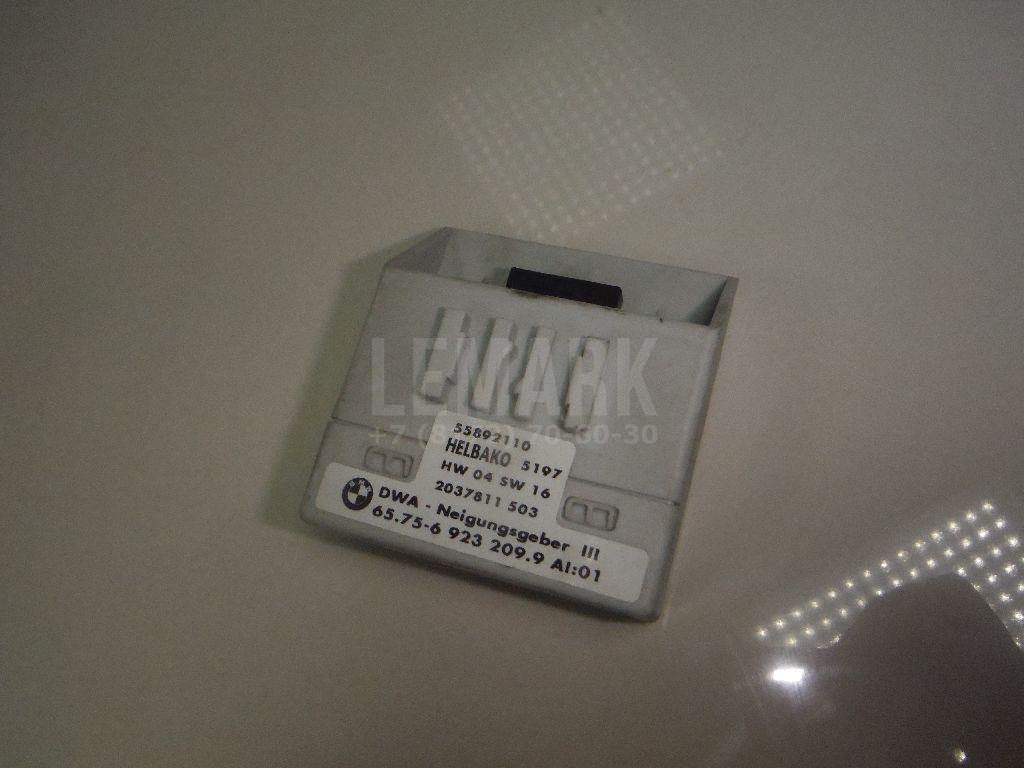 LEMARK
55892110
HELBAKO 5197
HW 04 SW 16
2037811 503
DWA - Neigungsgeber III
65.75-6 923 209.9 AI:01